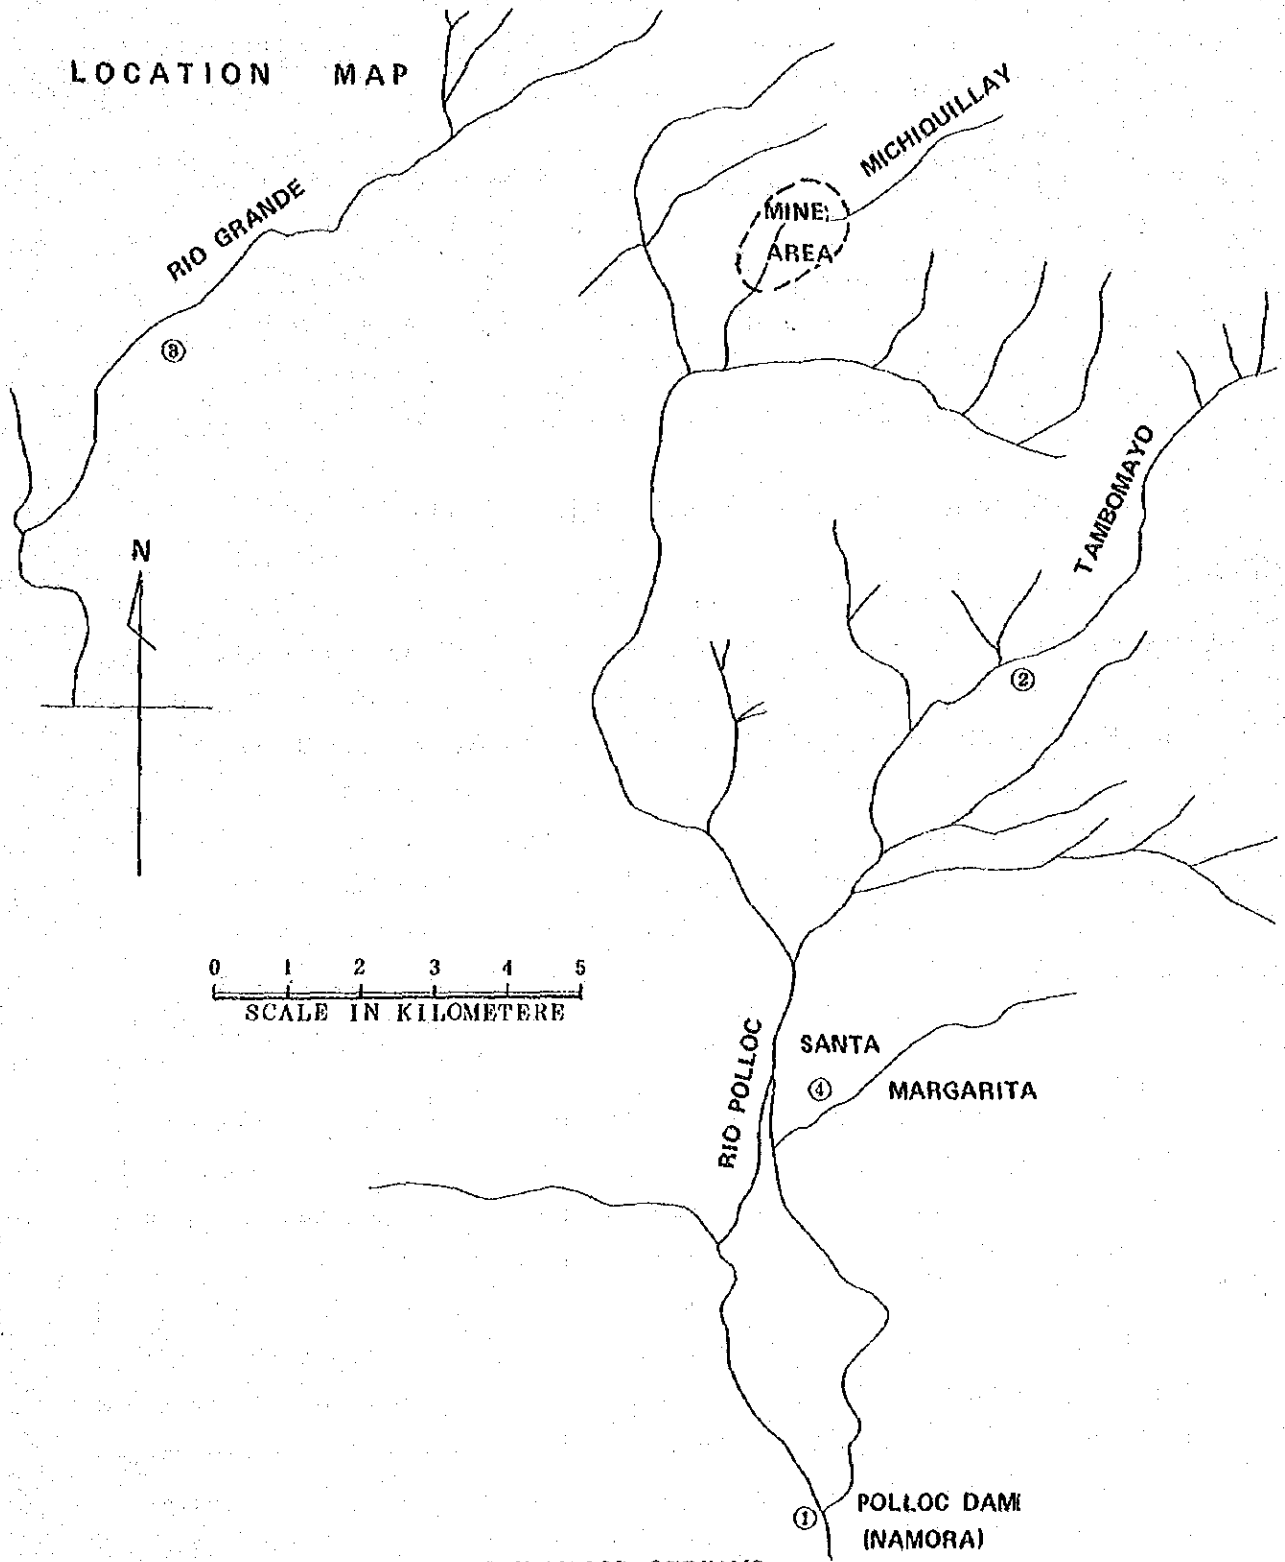 LOCATION MAP
MICHIQUILLAY
MINE
AREA
RIO GRANDE
③
TAMBOMAYO
N
②
0 1 2 3 4 5
SCALE IN KILOMETERE
RIO POLLOC
SANTA
④ MARGARITA
① POLLOC DAM
(NAMORA)